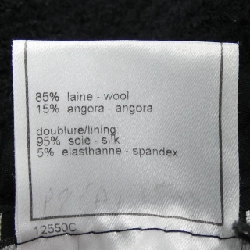 85% laine - wool
15% angora - angora
doublure/lining
95% soie - silk
5% elasthanne - spandex